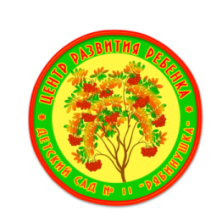 ЦЕНТР РАЗВИТИЯ РЕБЕНКА
ДЕТСКИЙ САД № 11 "РЯБИНУШКА"